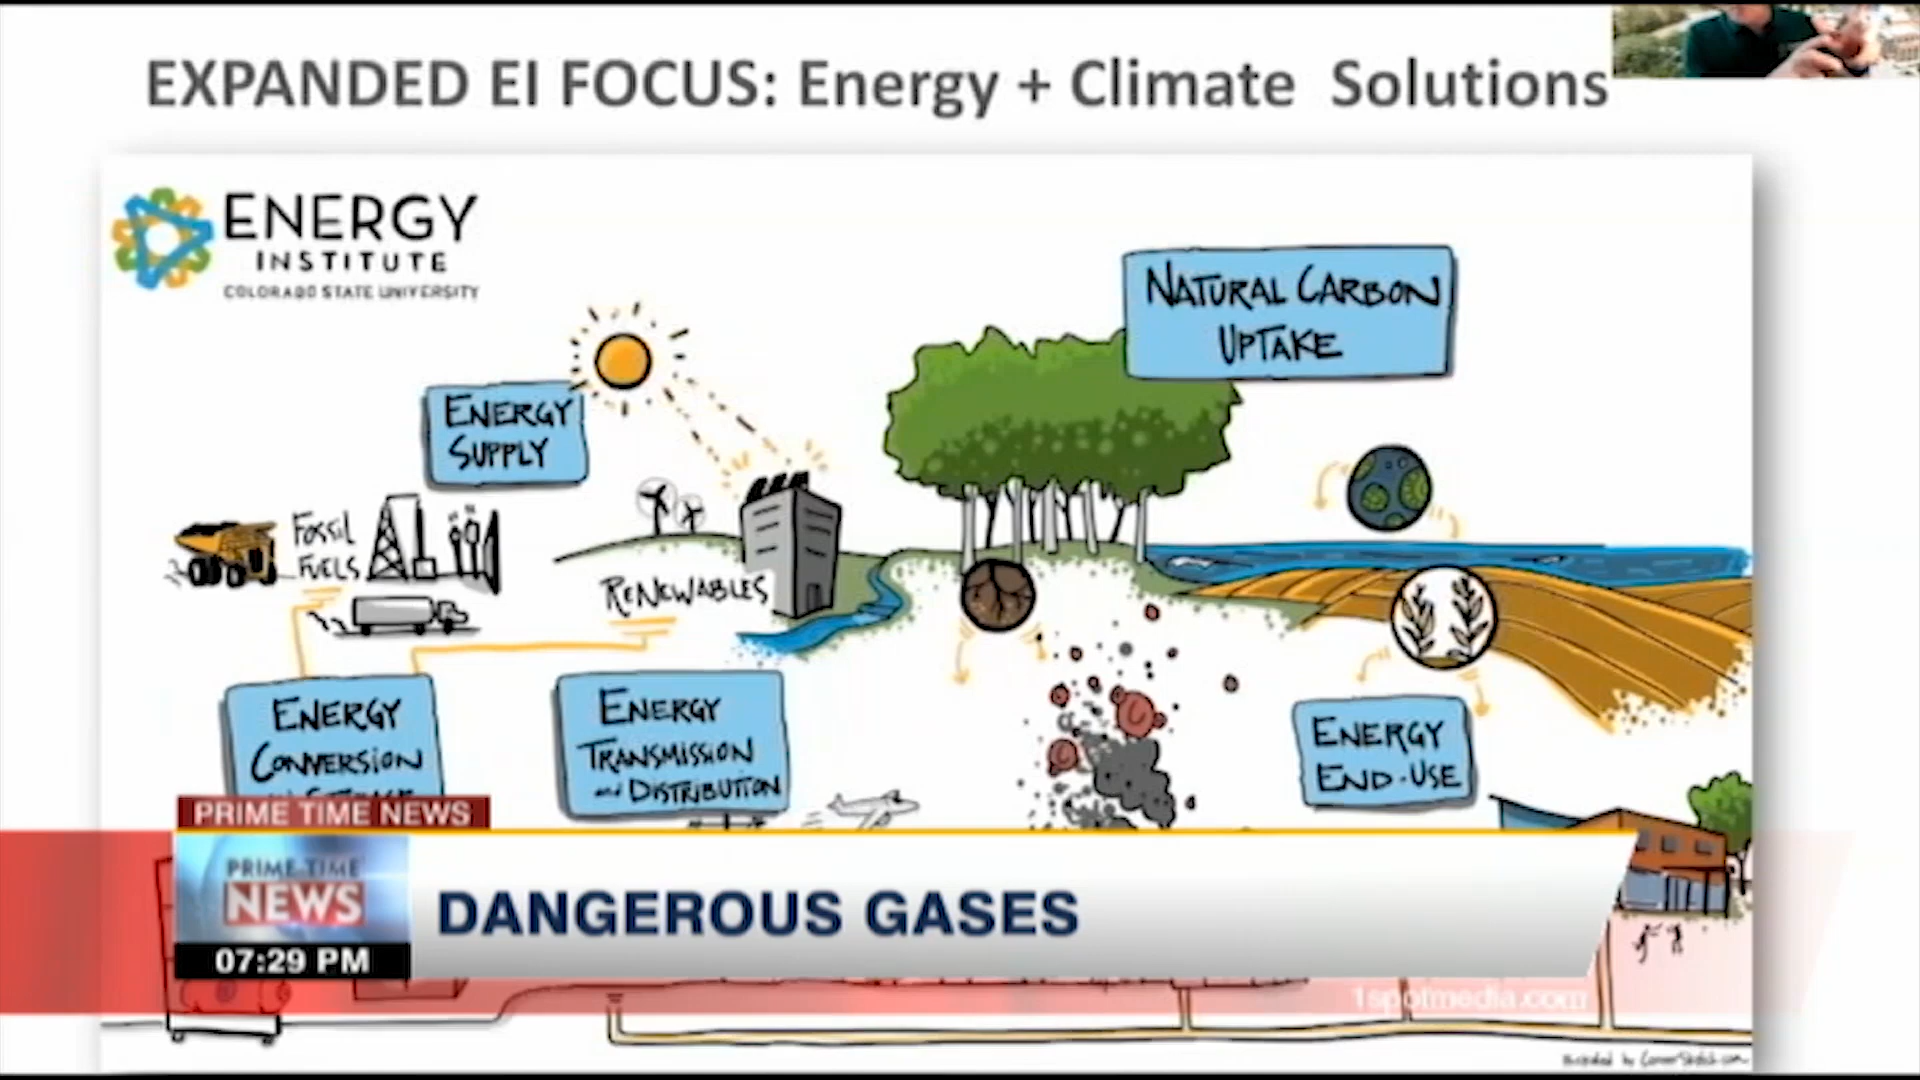 EXPANDED EI FOCUS: Energy + Climate Solutions
ENERGY
INSTITUTE
COLORADO STATE UNIVERSITY
NATURAL CARBON
UPTAKE
ENERGY
SUPPLY
FOSSIL
FUELS
RENEWABLES
ENERGY
CONVERSION
ENERGY
TRANSMISSION
and DISTRIBUTION
ENERGY
END-USE
PRIME TIME NEWS
PRIME TIME
NEWS
07:29 PM
DANGEROUS GASES
1spotmedia.com